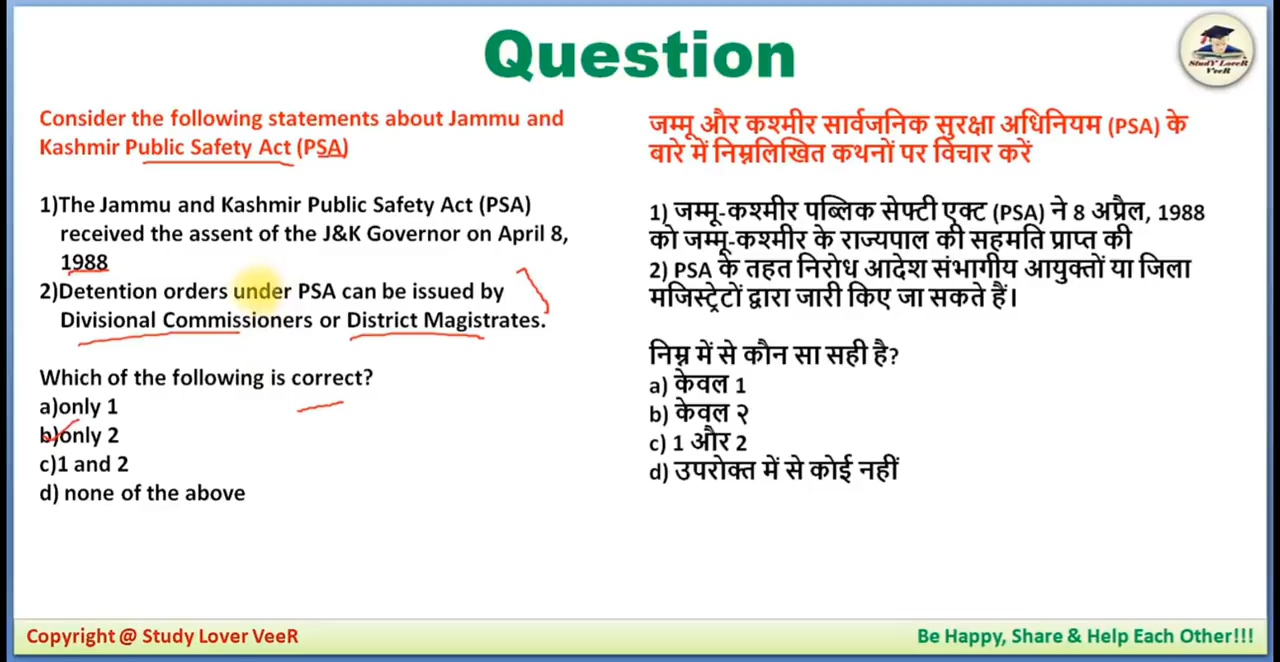 Question
StudY LoveR
VeeR
Consider the following statements about Jammu and
Kashmir Public Safety Act (PSA)
1)The Jammu and Kashmir Public Safety Act (PSA)
received the assent of the J&K Governor on April 8,
1988
2)Detention orders under PSA can be issued by
Divisional Commissioners or District Magistrates.
Which of the following is correct?
a)only 1
b)only 2
c)1 and 2
d) none of the above
जम्मू और कश्मीर सार्वजनिक सुरक्षा अधिनियम (PSA) के
बारे में निम्नलिखित कथनों पर विचार करें
1) जम्मू-कश्मीर पब्लिक सेफ्टी एक्ट (PSA) ने 8 अप्रैल, 1988
को जम्मू-कश्मीर के राज्यपाल की सहमति प्राप्त की
2) PSA के तहत निरोध आदेश संभागीय आयुक्तों या जिला
मजिस्ट्रेटों द्वारा जारी किए जा सकते हैं।
निम्न में से कौन सा सही है?
a) केवल 1
b) केवल २
c) 1 और 2
d) उपरोक्त में से कोई नहीं
Copyright @ Study Lover VeeR
Be Happy, Share & Help Each Other!!!